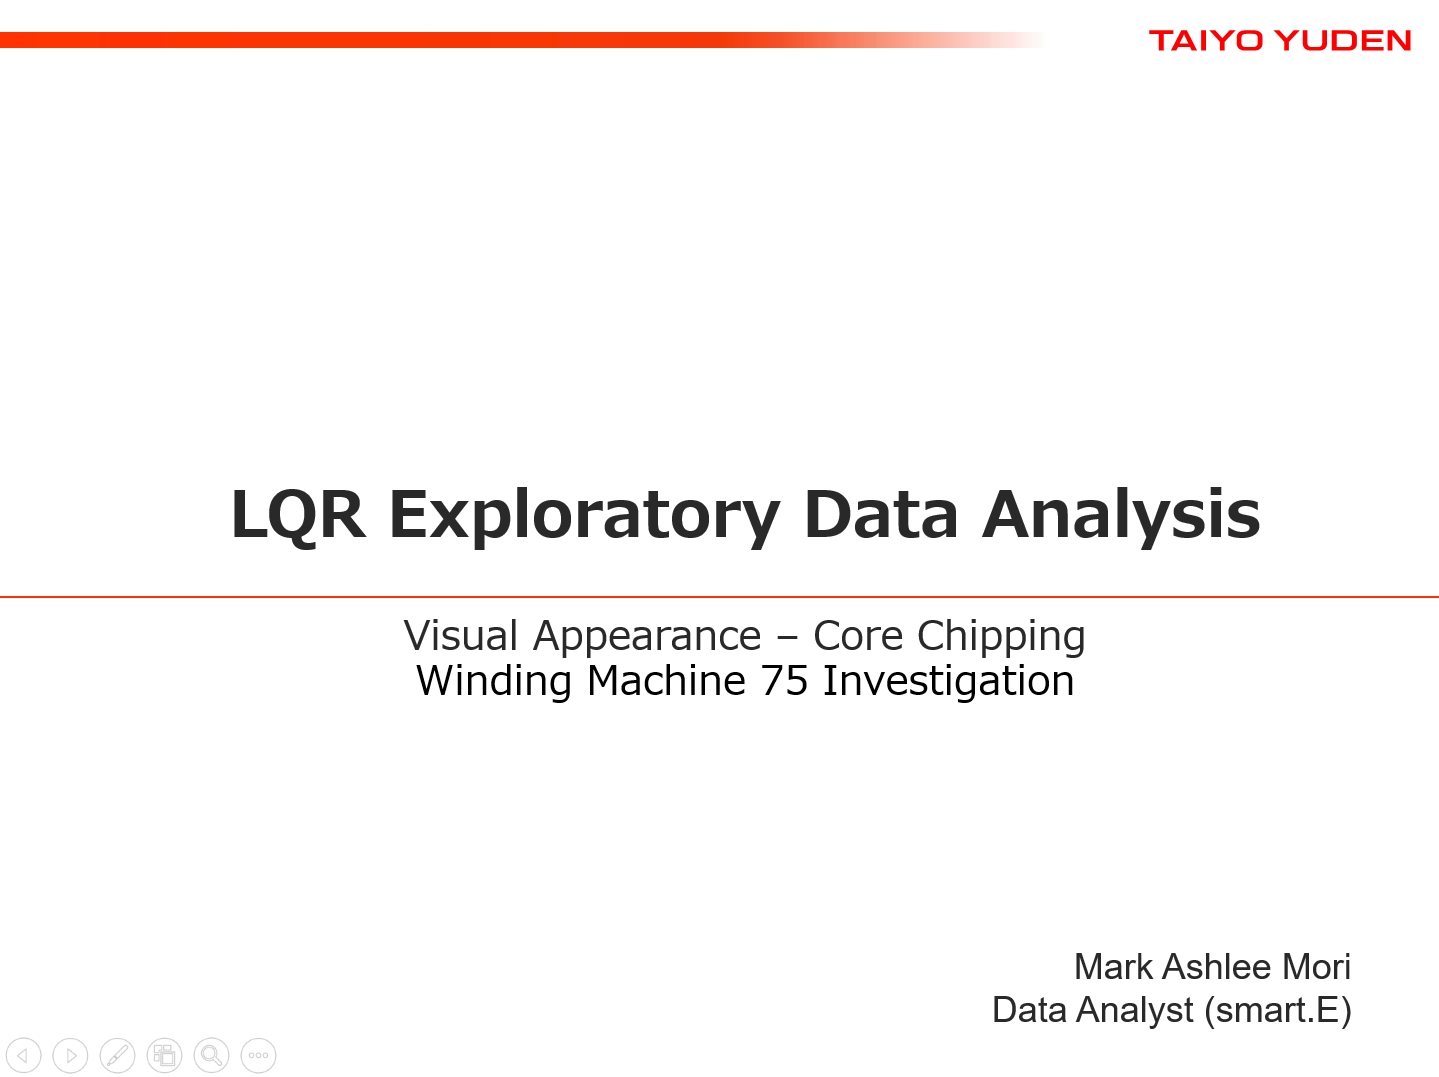 TAIYO YUDEN
LQR Exploratory Data Analysis
Visual Appearance – Core Chipping
Winding Machine 75 Investigation
Mark Ashlee Mori
Data Analyst (smart.E)